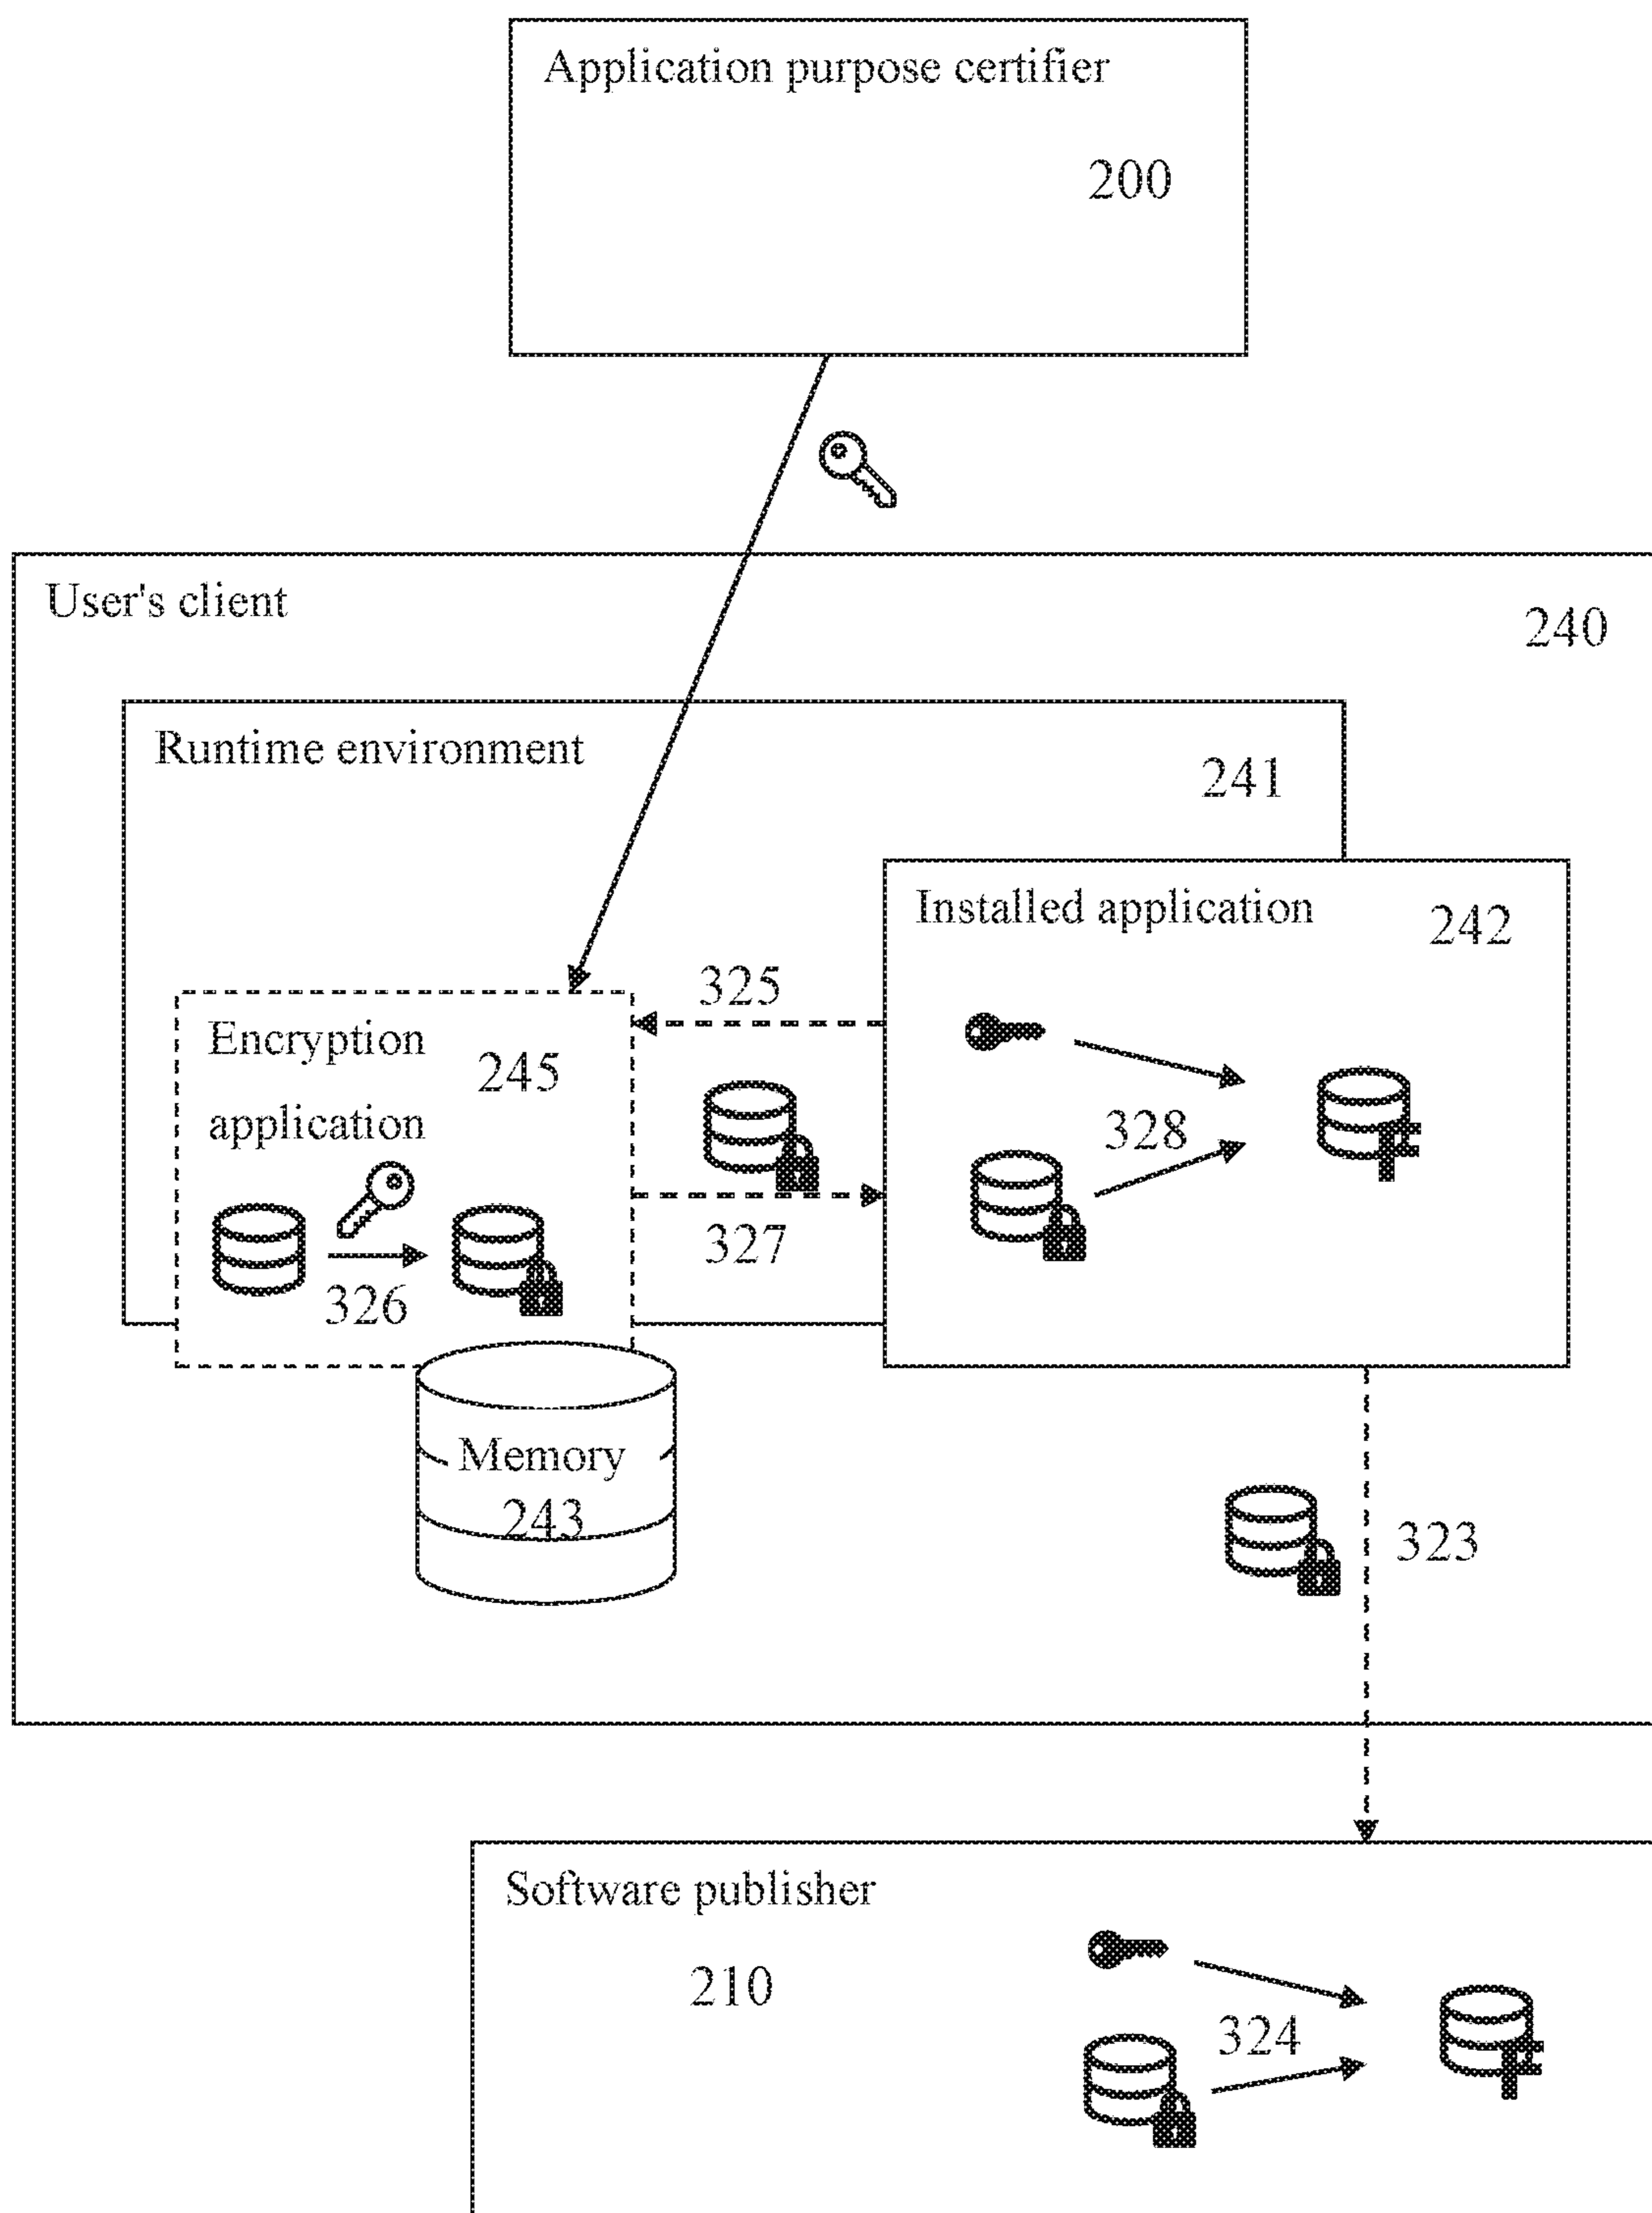 Application purpose certifier
200
User's client
240
Runtime environment
241
Installed application
242
325
Encryption
245
application
328
327
326
Memory
243
323
Software publisher
210
324